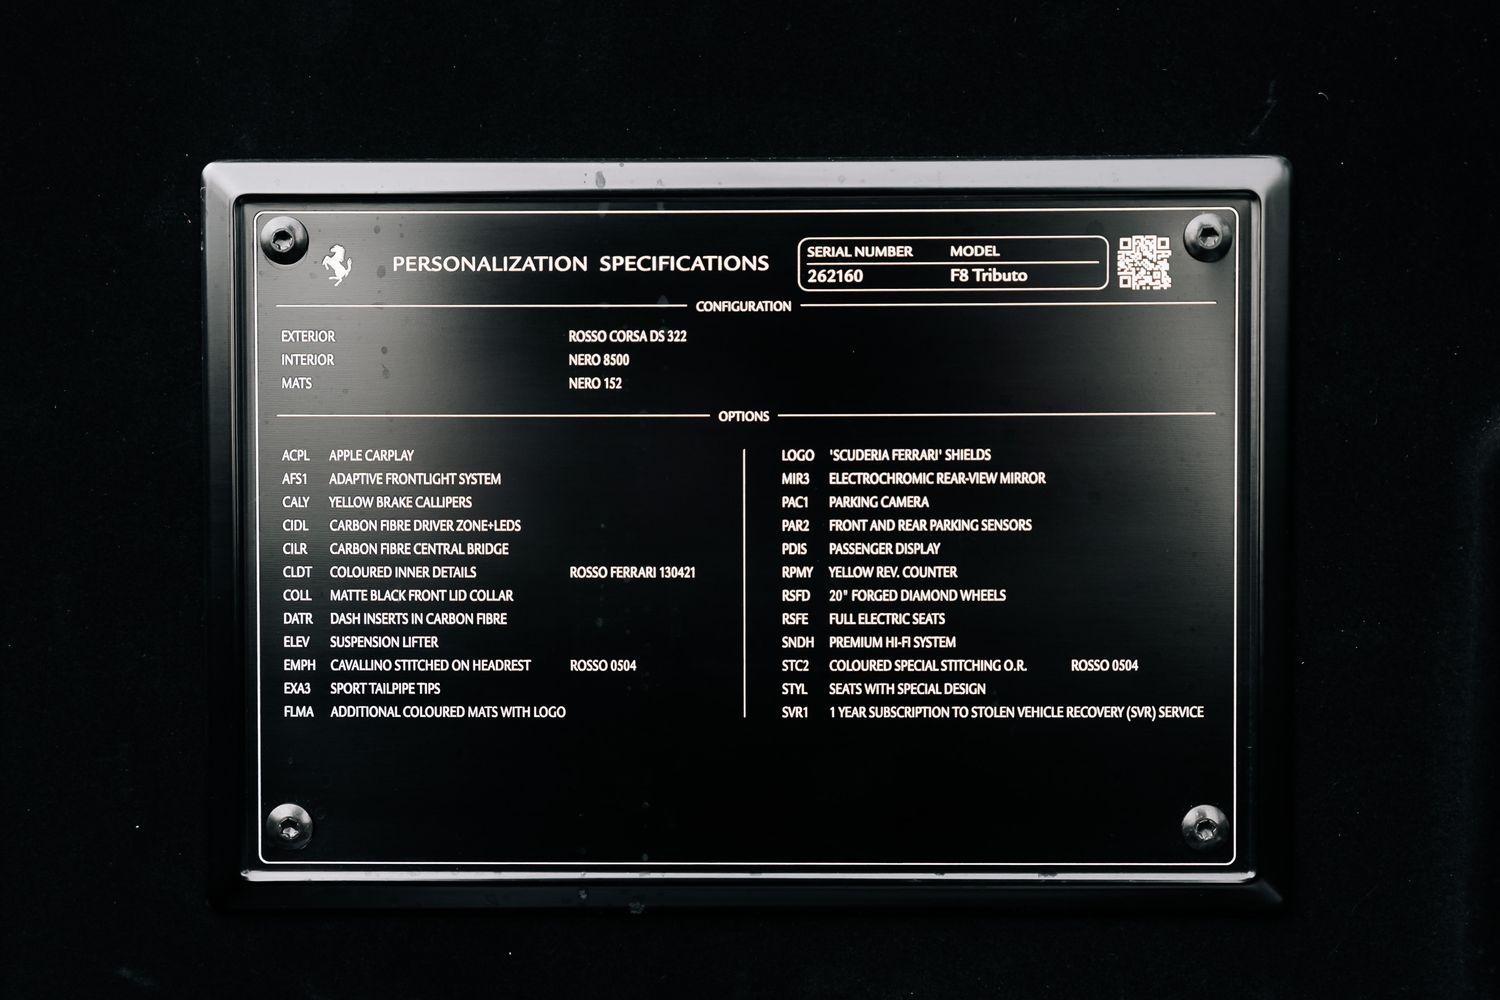 PERSONALIZATION SPECIFICATIONS
SERIAL NUMBER MODEL
262160 F8 Tributo
CONFIGURATION
EXTERIOR ROSSO CORSA DS 322
INTERIOR NERO 8500
MATS NERO 152
OPTIONS
ACPL APPLE CARPLAY
AFS1 ADAPTIVE FRONTLIGHT SYSTEM
CALY YELLOW BRAKE CALLIPERS
CIDL CARBON FIBRE DRIVER ZONE+LEDS
CILR CARBON FIBRE CENTRAL BRIDGE
CLDT COLOURED INNER DETAILS ROSSO FERRARI 130421
COLL MATTE BLACK FRONT LID COLLAR
DATR DASH INSERTS IN CARBON FIBRE
ELEV SUSPENSION LIFTER
EMPH CAVALLINO STITCHED ON HEADREST ROSSO 0504
EXA3 SPORT TAILPIPE TIPS
FLMA ADDITIONAL COLOURED MATS WITH LOGO
LOGO 'SCUDERIA FERRARI' SHIELDS
MIR3 ELECTROCHROMIC REAR-VIEW MIRROR
PAC1 PARKING CAMERA
PAR2 FRONT AND REAR PARKING SENSORS
PDIS PASSENGER DISPLAY
RPMY YELLOW REV. COUNTER
RSFD 20" FORGED DIAMOND WHEELS
RSFE FULL ELECTRIC SEATS
SNDH PREMIUM HI-FI SYSTEM
STC2 COLOURED SPECIAL STITCHING O.R. ROSSO 0504
STYL SEATS WITH SPECIAL DESIGN
SVR1 1 YEAR SUBSCRIPTION TO STOLEN VEHICLE RECOVERY (SVR) SERVICE